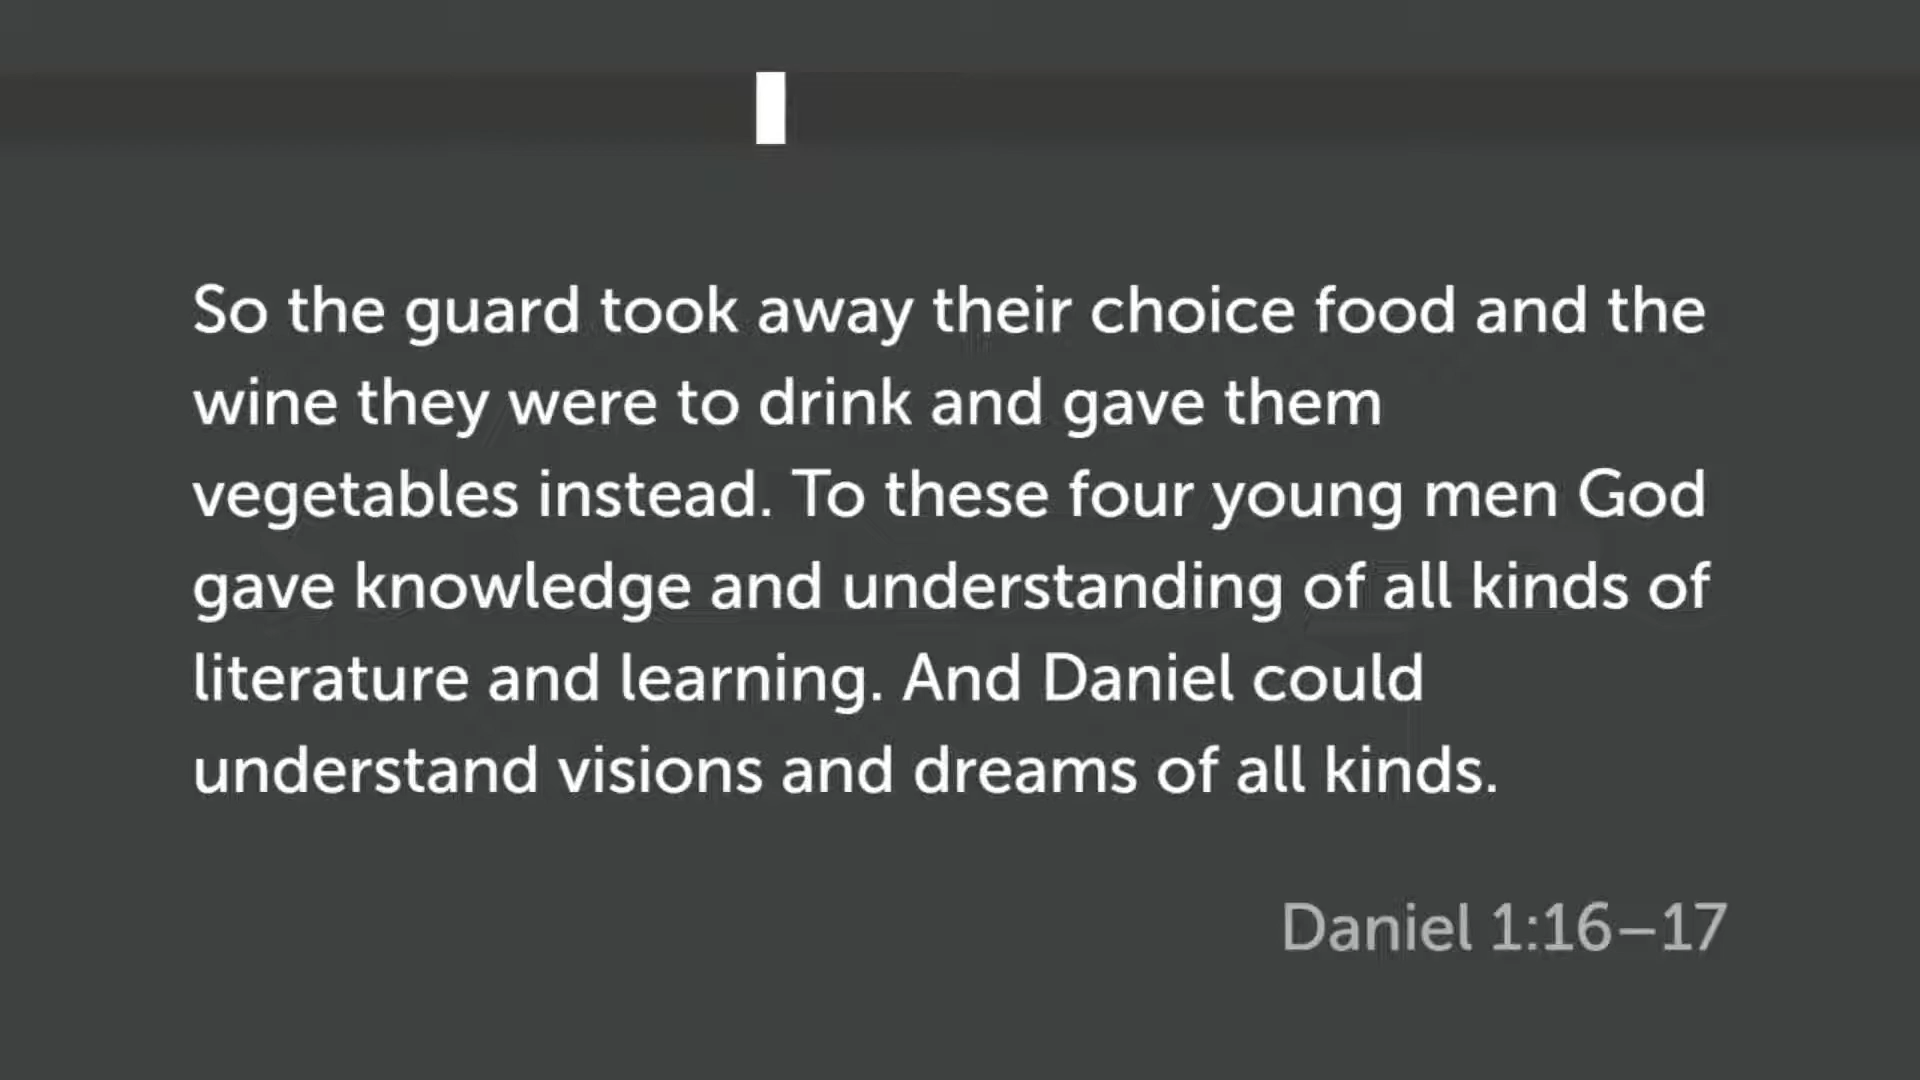 So the guard took away their choice food and the
wine they were to drink and gave them
vegetables instead. To these four young men God
gave knowledge and understanding of all kinds of
literature and learning. And Daniel could
understand visions and dreams of all kinds.
Daniel 1:16–17